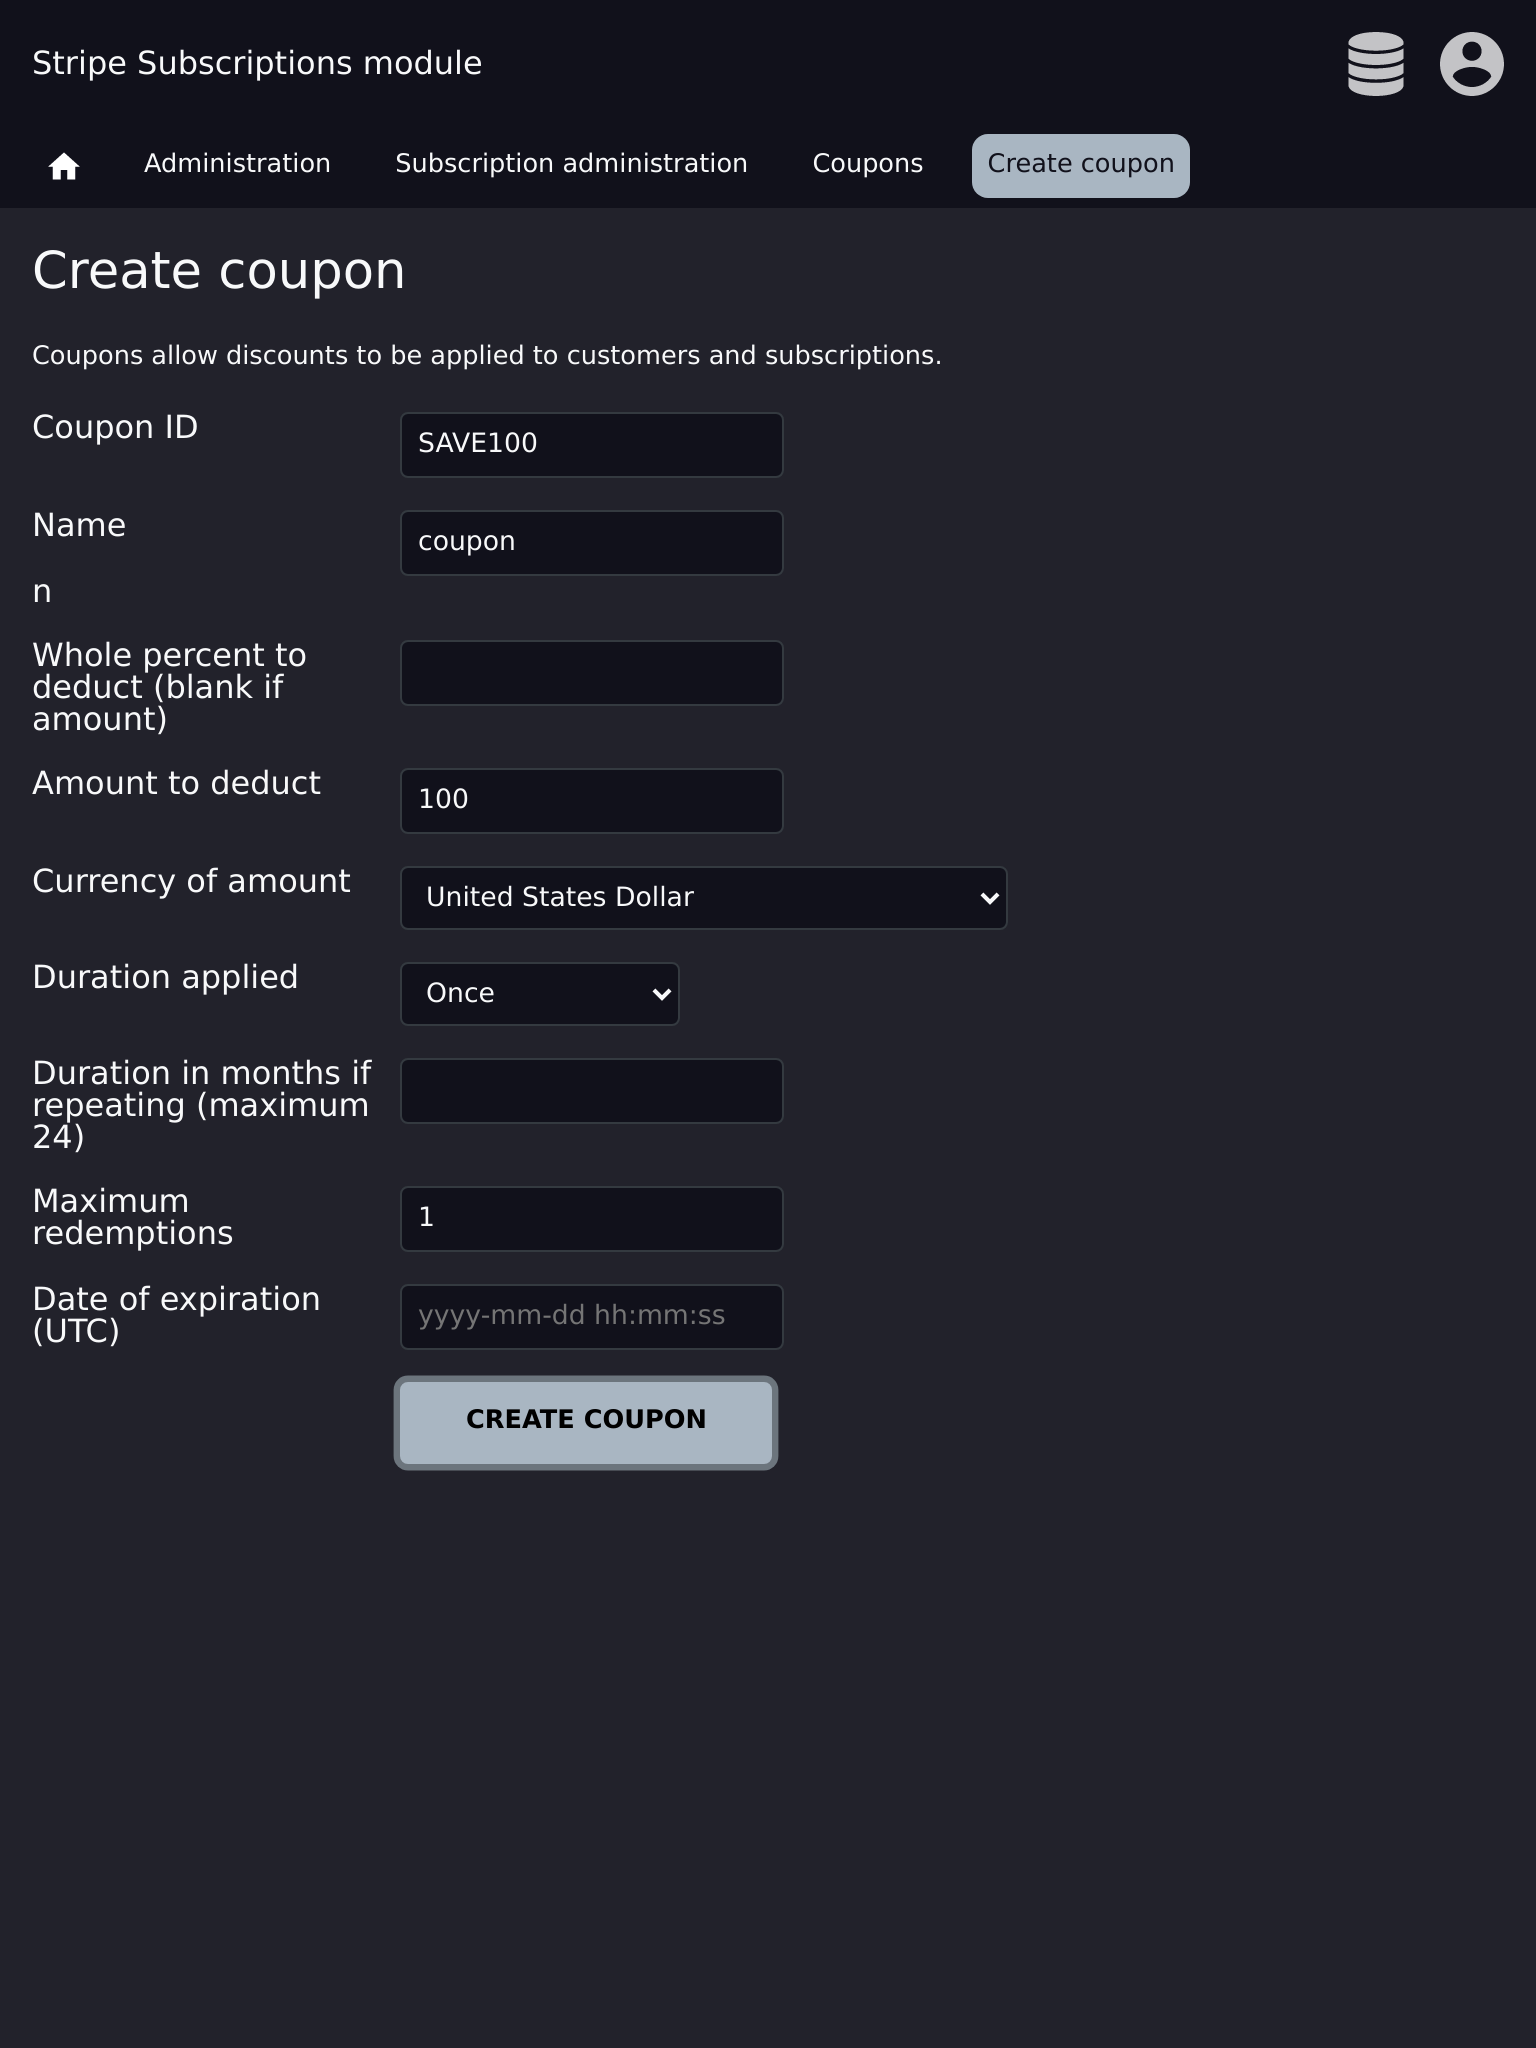 Stripe Subscriptions module
Administration Subscription administration Coupons Create coupon
Create coupon
Coupons allow discounts to be applied to customers and subscriptions.
Coupon ID SAVE100
Name coupon
n
Whole percent to
deduct (blank if
amount)
Amount to deduct 100
Currency of amount United States Dollar
Duration applied Once
Duration in months if
repeating (maximum
24)
Maximum
redemptions
1
Date of expiration
(UTC)
yyyy-mm-dd hh:mm:ss
CREATE COUPON